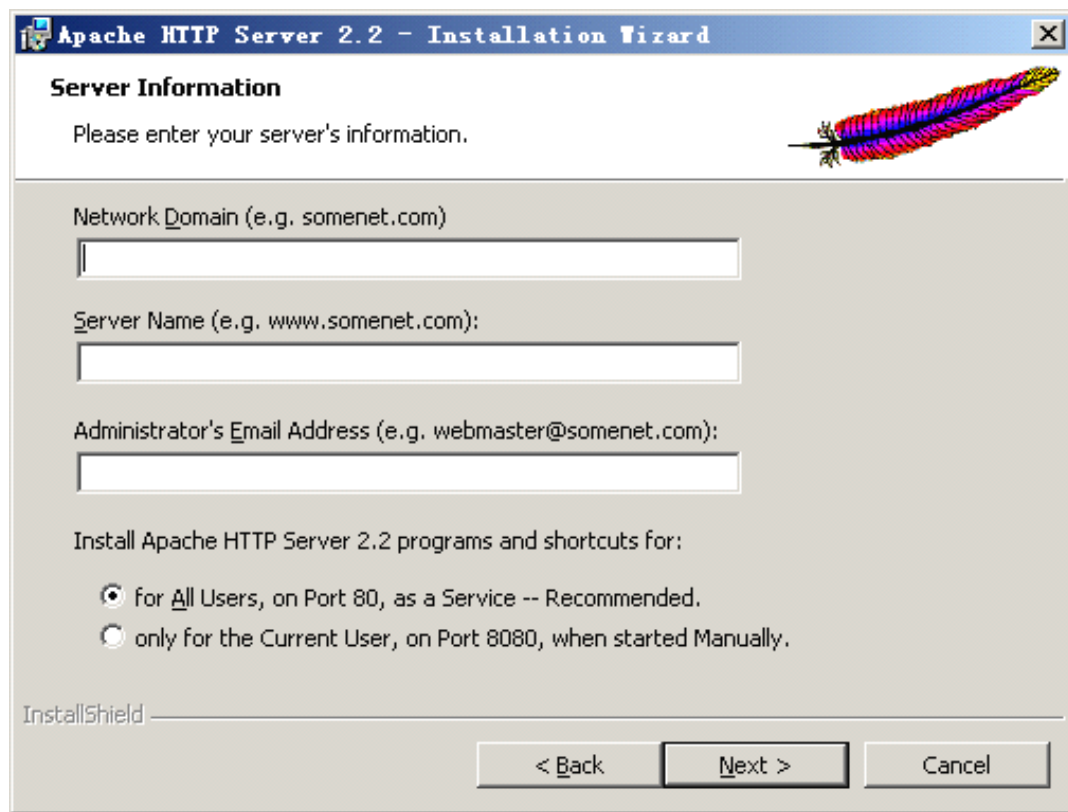 Apache HTTP Server 2.2 - Installation Wizard
Server Information
Please enter your server's information.
Network Domain (e.g. somenet.com)
Server Name (e.g. www.somenet.com):
Administrator's Email Address (e.g. webmaster@somenet.com):
Install Apache HTTP Server 2.2 programs and shortcuts for:
for All Users, on Port 80, as a Service -- Recommended.
only for the Current User, on Port 8080, when started Manually.
InstallShield
< Back Next > Cancel